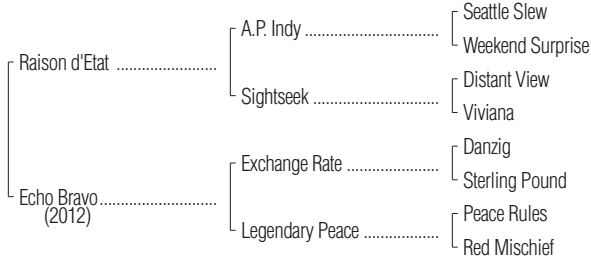 Seattle Slew
A.P. Indy ..............................
Weekend Surprise
Raison d'Etat ......................
Distant View
Sightseek ............................
Viviana
Danzig
Exchange Rate .....................
Sterling Pound
Echo Bravo..........................
(2012)
Peace Rules
Legendary Peace .................
Red Mischief